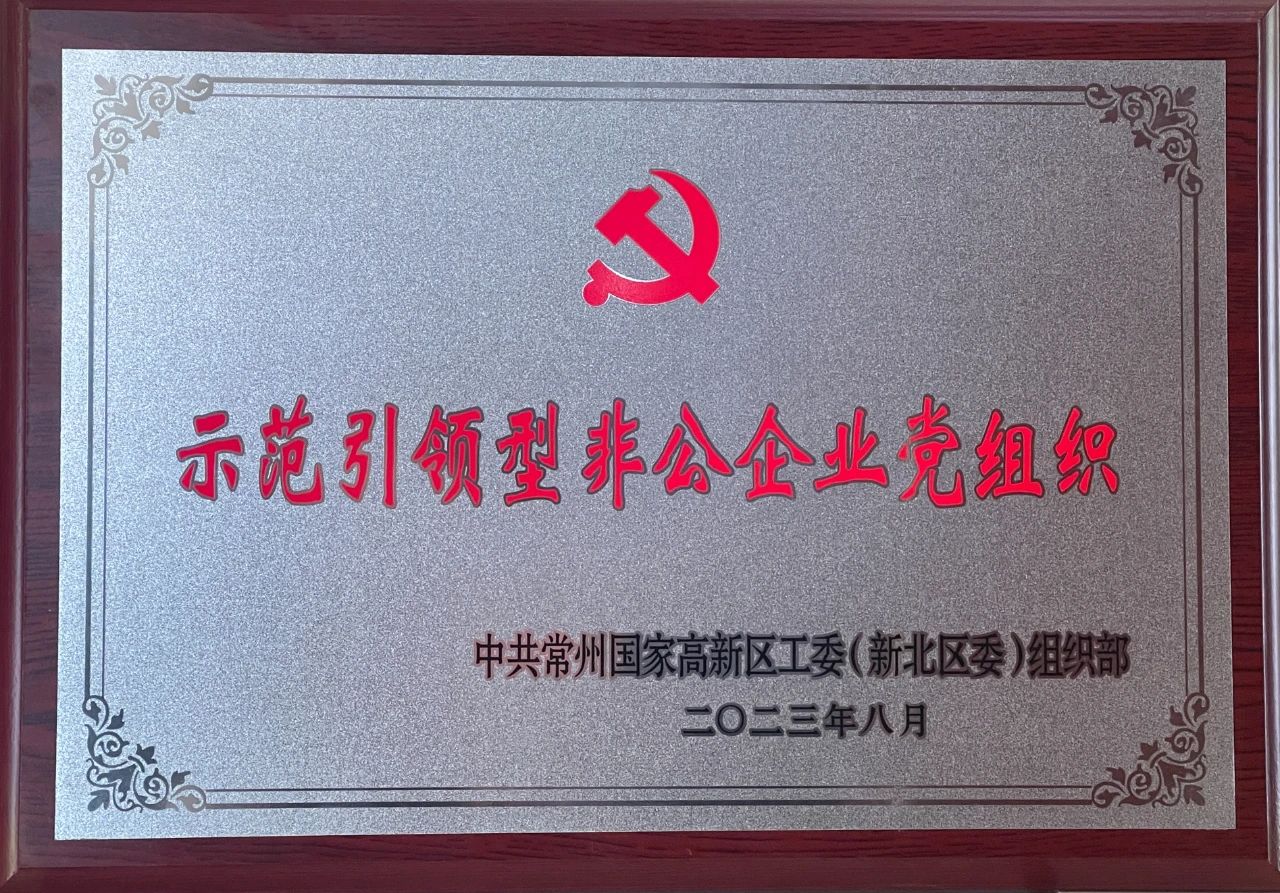 示范引领型非公企业党组织
中共常州国家高新区工委(新北区委)组织部
二〇二三年八月